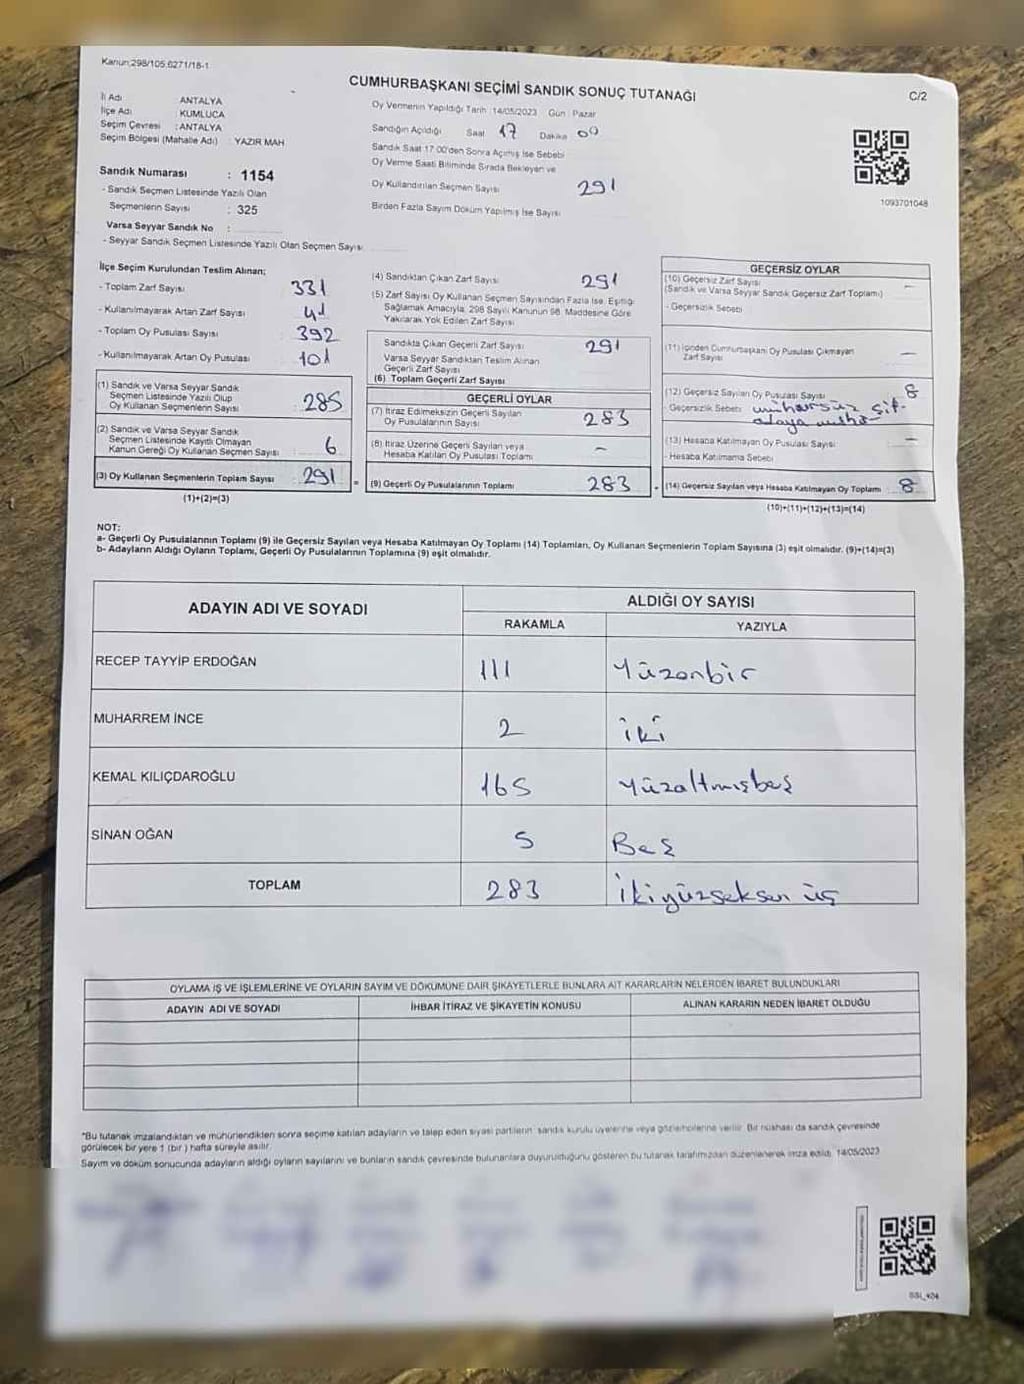 Kanun;298/105.6271/18-1
CUMHURBAŞKANI SEÇİMİ SANDIK SONUÇ TUTANAĞI
C/2
İl Adı ANTALYA
İlçe Adı : KUMLUCA
Seçim Çevresi : ANTALYA
Seçim Bölgesi (Mahalle Adı) : YAZIR MAH
Sandık Numarası : 1154
- Sandık Seçmen Listesinde Yazılı Olan
Seçmenlerin Sayısı : 325
Varsa Seyyar Sandık No :
- Seyyar Sandık Seçmen Listesinde Yazılı Olan Seçmen Sayısı
Oy Vermenin Yapıldığı Tarih :14/05/2023 Gün : Pazar
Sandığın Açıldığı Saat 17 Dakika 00
Sandık Saat 17:00'den Sonra Açılmış İse Sebebi
Oy Verme Saati Bitiminde Sırada Bekleyen ve
Oy Kullandırılan Seçmen Sayısı 291
Birden Fazla Sayım Döküm Yapılmış İse Sayısı
1093701048
İlçe Seçim Kurulundan Teslim Alınan;
- Toplam Zarf Sayısı 331
- Kullanılmayarak Artan Zarf Sayısı 41
- Toplam Oy Pusulası Sayısı 392
- Kullanılmayarak Artan Oy Pusulası 101
(1) Sandık ve Varsa Seyyar Sandık
Seçmen Listesinde Yazılı Olup
Oy Kullanan Seçmenlerin Sayısı : 285
(2) Sandık ve Varsa Seyyar Sandık
Seçmen Listesinde Kayıtlı Olmayan
Kanun Gereği Oy Kullanan Seçmen Sayısı 6
(3) Oy Kullanan Seçmenlerin Toplam Sayısı : 291 =
(1)+(2)=(3)
(4) Sandıktan Çıkan Zarf Sayısı 291
(5) Zarf Sayısı Oy Kullanan Seçmen Sayısından Fazla İse, Eşitliği
Sağlamak Amacıyla, 298 Sayılı Kanunun 98. Maddesine Göre
Yakılarak Yok Edilen Zarf Sayısı
Sandıkta Çıkan Geçerli Zarf Sayısı 291
Varsa Seyyar Sandıktan Teslim Alınan
Geçerli Zarf Sayısı
(6) Toplam Geçerli Zarf Sayısı
GEÇERLİ OYLAR
(7) İtiraz Edilmeksizin Geçerli Sayılan
Oy Pusulalarının Sayısı 283
(8) İtiraz Üzerine Geçerli Sayılan veya
Hesaba Katılan Oy Pusulası Toplamı –
(9) Geçerli Oy Pusulalarının Toplamı 283
GEÇERSİZ OYLAR
(10) Geçersiz Zarf Sayısı
(Sandık ve Varsa Seyyar Sandık Geçersiz Zarf Toplamı) –
- Geçersizlik Sebebi
(11) İçinden Cumhurbaşkanı Oy Pusulası Çıkmayan
Zarf Sayısı –
(12) Geçersiz Sayılan Oy Pusulası Sayısı 8
- Geçersizlik Sebebi mühürsüz
adaya
(13) Hesaba Katılmayan Oy Pusulası Sayısı –
- Hesaba Katılmama Sebebi
(14) Geçersiz Sayılan veya Hesaba Katılmayan Oy Toplamı 8
(10)+(11)+(12)+(13)=(14)
NOT:
a- Geçerli Oy Pusulalarının Toplamı (9) ile Geçersiz Sayılan veya Hesaba Katılmayan Oy Toplamı (14) Toplamları, Oy Kullanan Seçmenlerin Toplam Sayısına (3) eşit olmalıdır. (9)+(14)=(3)
b- Adayların Aldığı Oyların Toplamı, Geçerli Oy Pusulalarının Toplamına (9) eşit olmalıdır.
ADAYIN ADI VE SOYADI
ALDIĞI OY SAYISI
RAKAMLA YAZIYLA
RECEP TAYYİP ERDOĞAN 111 Yüzonbir
MUHARREM İNCE 2 iki
KEMAL KILIÇDAROĞLU 165 yüzaltmışbeş
SİNAN OĞAN 5 Beş
TOPLAM 283 İkiyüzseksen üç
OYLAMA İŞ VE İŞLEMLERİNE VE OYLARIN SAYIM VE DÖKÜMÜNE DAİR ŞİKAYETLERLE BUNLARA AİT KARARLARIN NELERDEN İBARET BULUNDUKLARI
ADAYIN ADI VE SOYADI İHBAR İTİRAZ VE ŞİKAYETİN KONUSU ALINAN KARARIN NEDEN İBARET OLDUĞU
*Bu tutanak imzalandıktan ve mühürlendikten sonra seçime katılan adayların ve talep eden siyasi partilerin sandık kurulu üyelerine veya gözlemcilerine verilir. Bir nüshası da sandık çevresinde
görülecek bir yere 1 (bir ) hafta süreyle asılır.
Sayım ve döküm sonucunda adayların aldığı oyların sayılarını ve bunların sandık çevresinde bulunanlara duyurulduğunu gösteren bu tutanak tarafımızdan düzenlenerek imza edildi. 14/05/2023